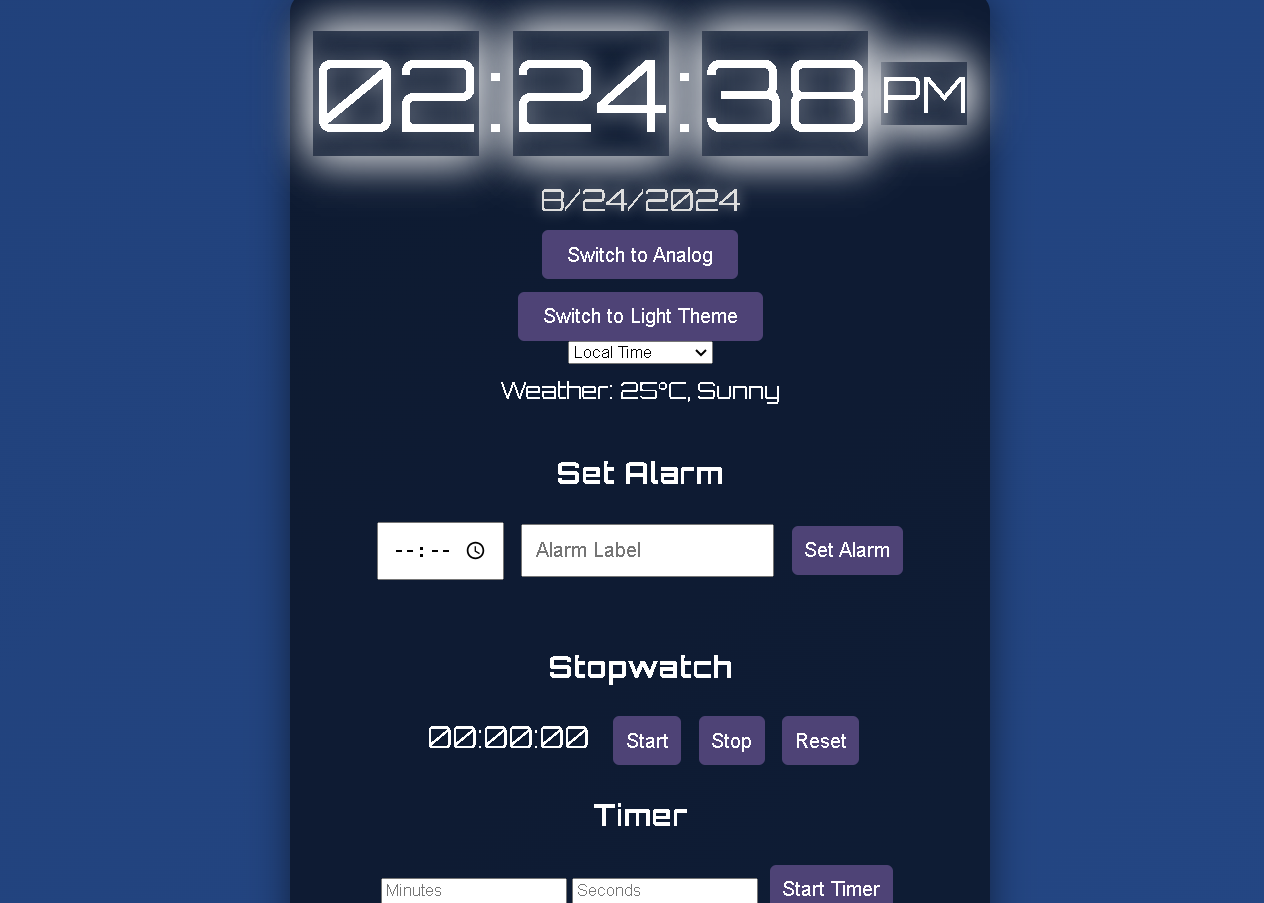 02:24:38 PM
8/24/2024
Switch to Analog
Switch to Light Theme
Local Time
Weather: 25°C, Sunny
Set Alarm
--:-- Alarm Label Set Alarm
Stopwatch
00:00:00 Start Stop Reset
Timer
Minutes Seconds Start Timer